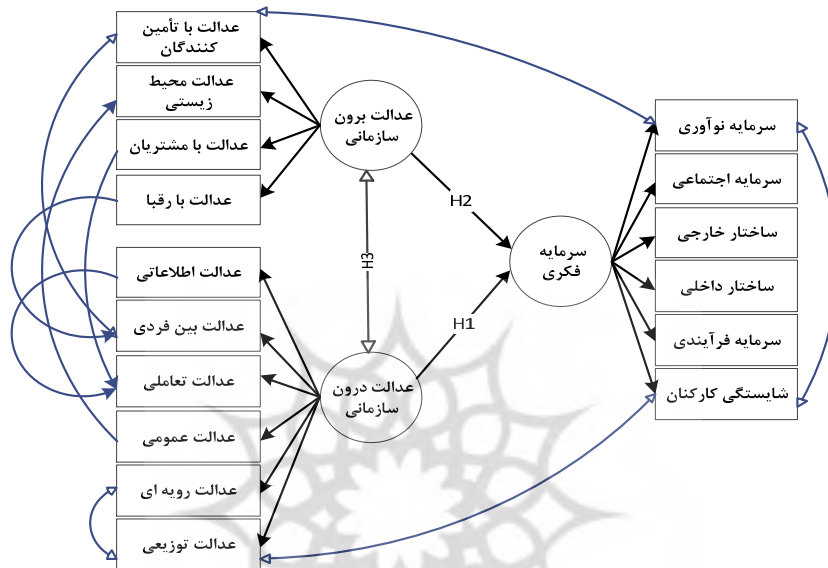 عدالت با تأمین
کنندگان
عدالت محیط
زیستی
عدالت با مشتریان
عدالت با رقبا
عدالت اطلاعاتی
عدالت بین فردی
عدالت تعاملی
عدالت عمومی
عدالت رویه ای
عدالت توزیعی
عدالت برون
سازمانی
عدالت درون
سازمانی
H2
H3
H1
سرمایه
فکری
سرمایه نوآوری
سرمایه اجتماعی
ساختار خارجی
ساختار داخلی
سرمایه فرآیندی
شایستگی کارکنان